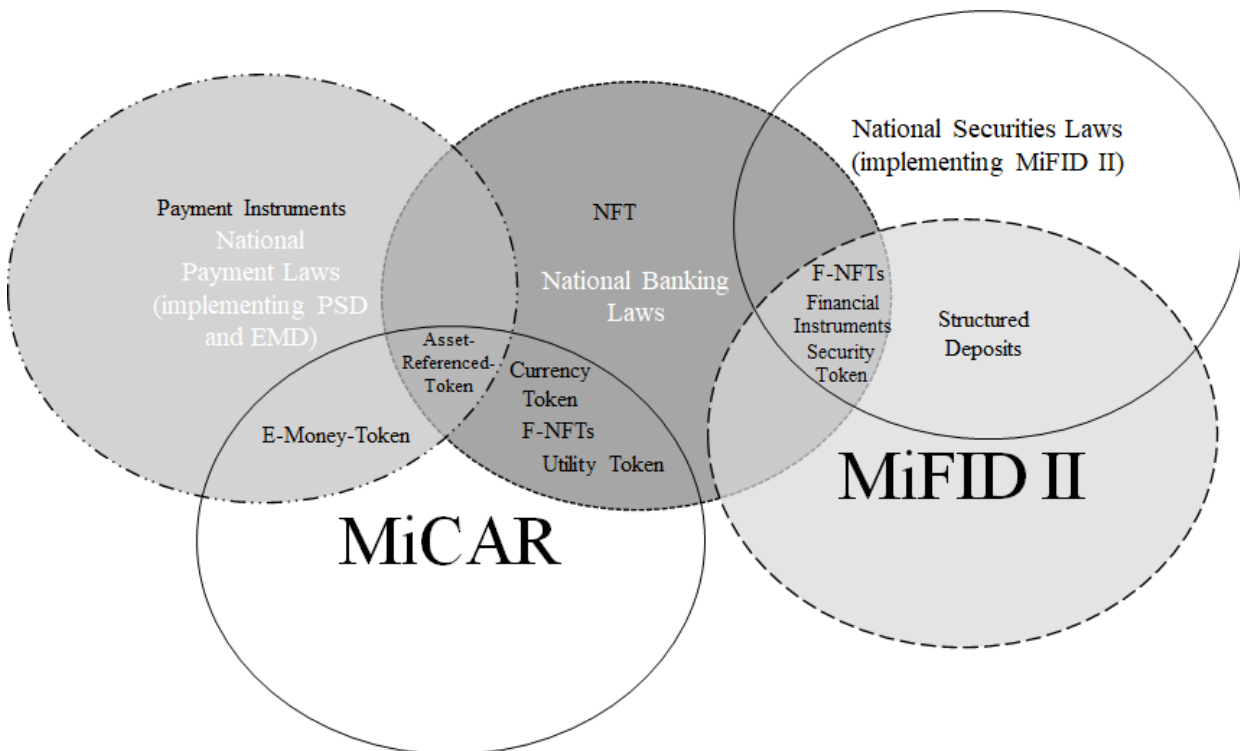 Payment Instruments
National
Payment Laws
(implementing PSD
and EMD)
NFT
National Banking
Laws
National Securities Laws
(implementing MiFID II)
F-NFTs
Financial
Instruments
Security
Token
Structured
Deposits
Asset-
Referenced-
Token
Currency
Token
F-NFTs
Utility Token
E-Money-Token
MiCAR
MiFID II